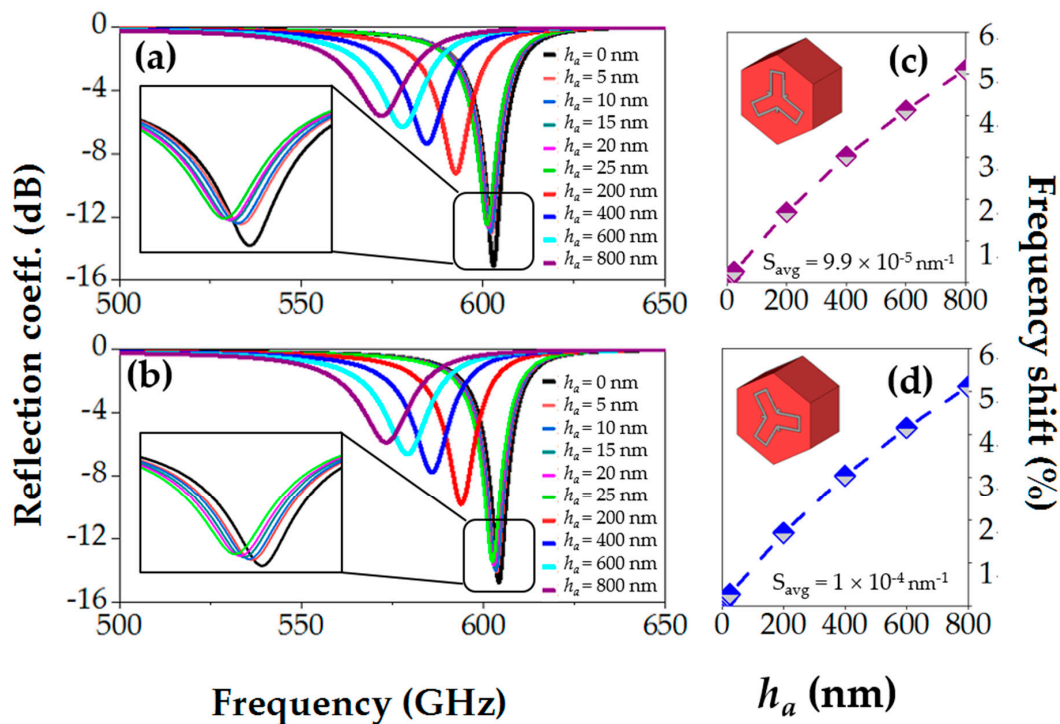 Reflection coeff. (dB)
0
-4
-8
-12
-16
(a)
hₐ = 0 nm
hₐ = 5 nm
hₐ = 10 nm
hₐ = 15 nm
hₐ = 20 nm
hₐ = 25 nm
hₐ = 200 nm
hₐ = 400 nm
hₐ = 600 nm
hₐ = 800 nm
500 550 600 650
(c)
6
5
4
3
2
1
Savg = 9.9 × 10⁻⁵ nm⁻¹
0 200 400 600 800
0
-4
-8
-12
-16
(b)
hₐ = 0 nm
hₐ = 5 nm
hₐ = 10 nm
hₐ = 15 nm
hₐ = 20 nm
hₐ = 25 nm
hₐ = 200 nm
hₐ = 400 nm
hₐ = 600 nm
hₐ = 800 nm
500 550 600 650
(d)
6
5
4
3
2
1
Savg = 1 × 10⁻⁴ nm⁻¹
0 200 400 600 800
Frequency shift (%)
Frequency (GHz)
hₐ (nm)